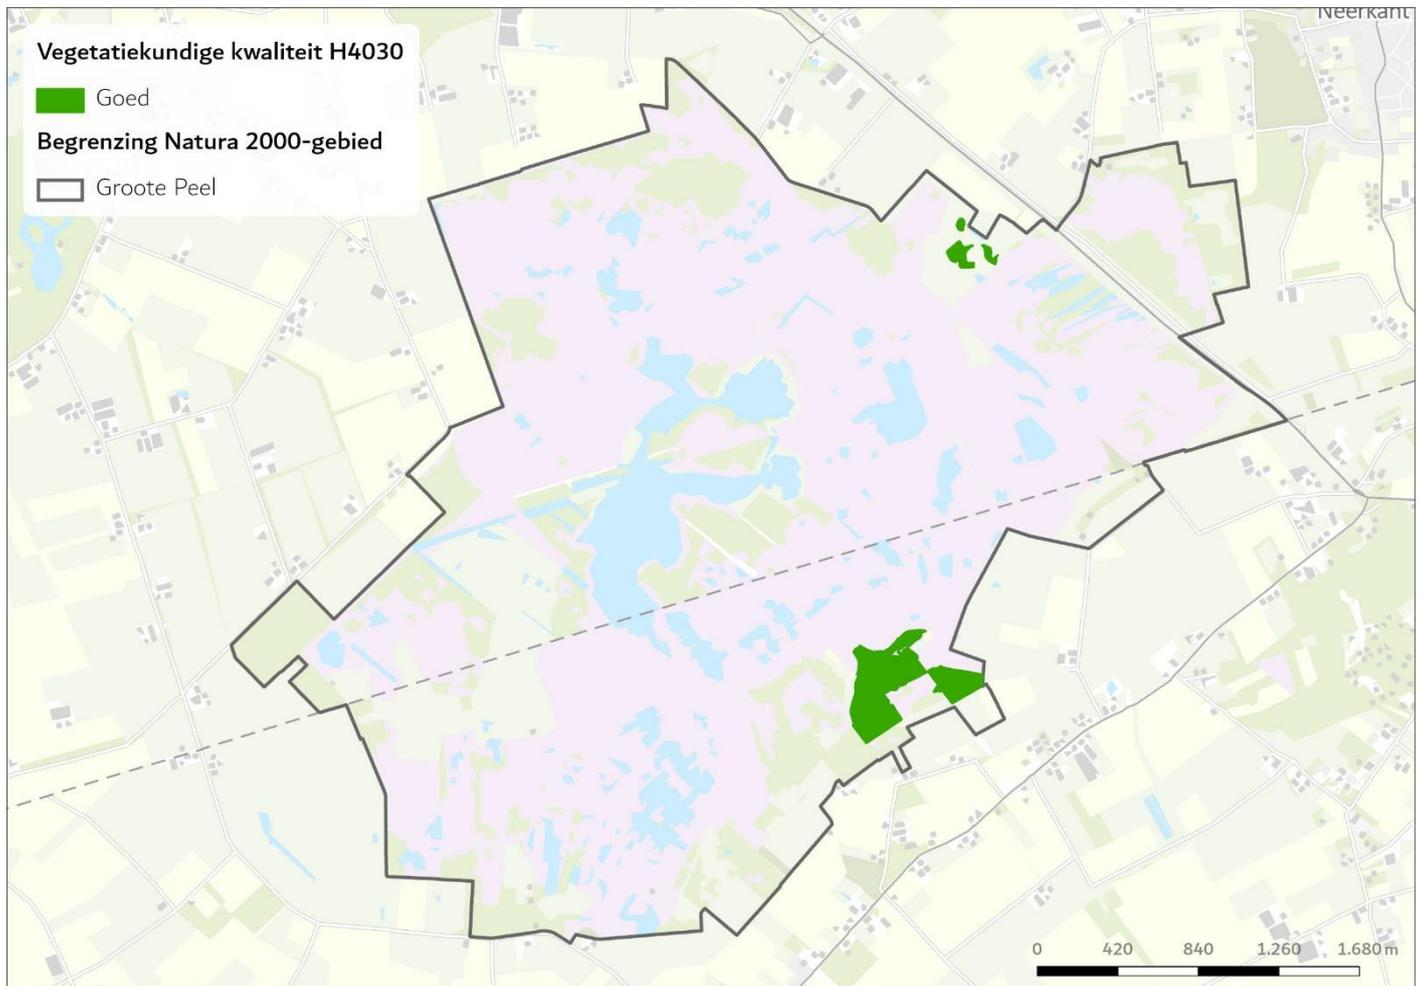 Neerkant
Vegetatiekundige kwaliteit H4030
Goed
Begrenzing Natura 2000-gebied
Groote Peel
0 420 840 1.260 1.680 m